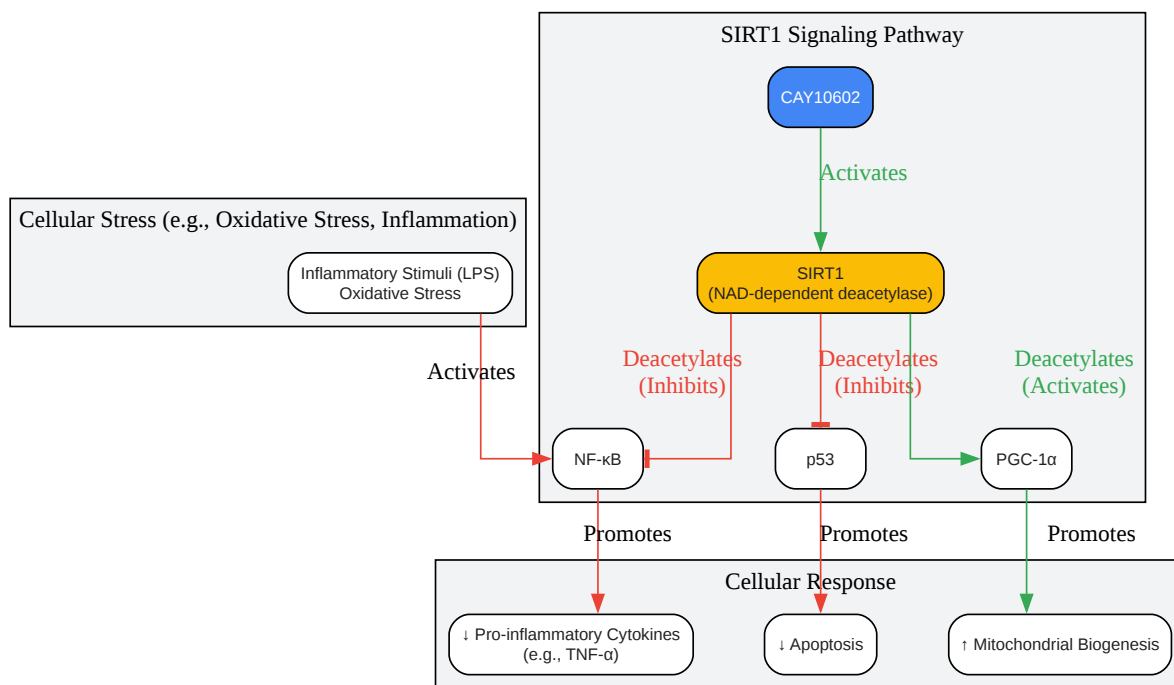 SIRT1 Signaling Pathway
CAY10602
Activates
Cellular Stress (e.g., Oxidative Stress, Inflammation)
Inflammatory Stimuli (LPS)
Oxidative Stress
SIRT1
(NAD-dependent deacetylase)
Activates
Deacetylates
(Inhibits)
Deacetylates
(Inhibits)
Deacetylates
(Activates)
NF-κB
p53
PGC-1α
Promotes
Promotes
Promotes
Cellular Response
↓ Pro-inflammatory Cytokines
(e.g., TNF-α)
↓ Apoptosis
↑ Mitochondrial Biogenesis